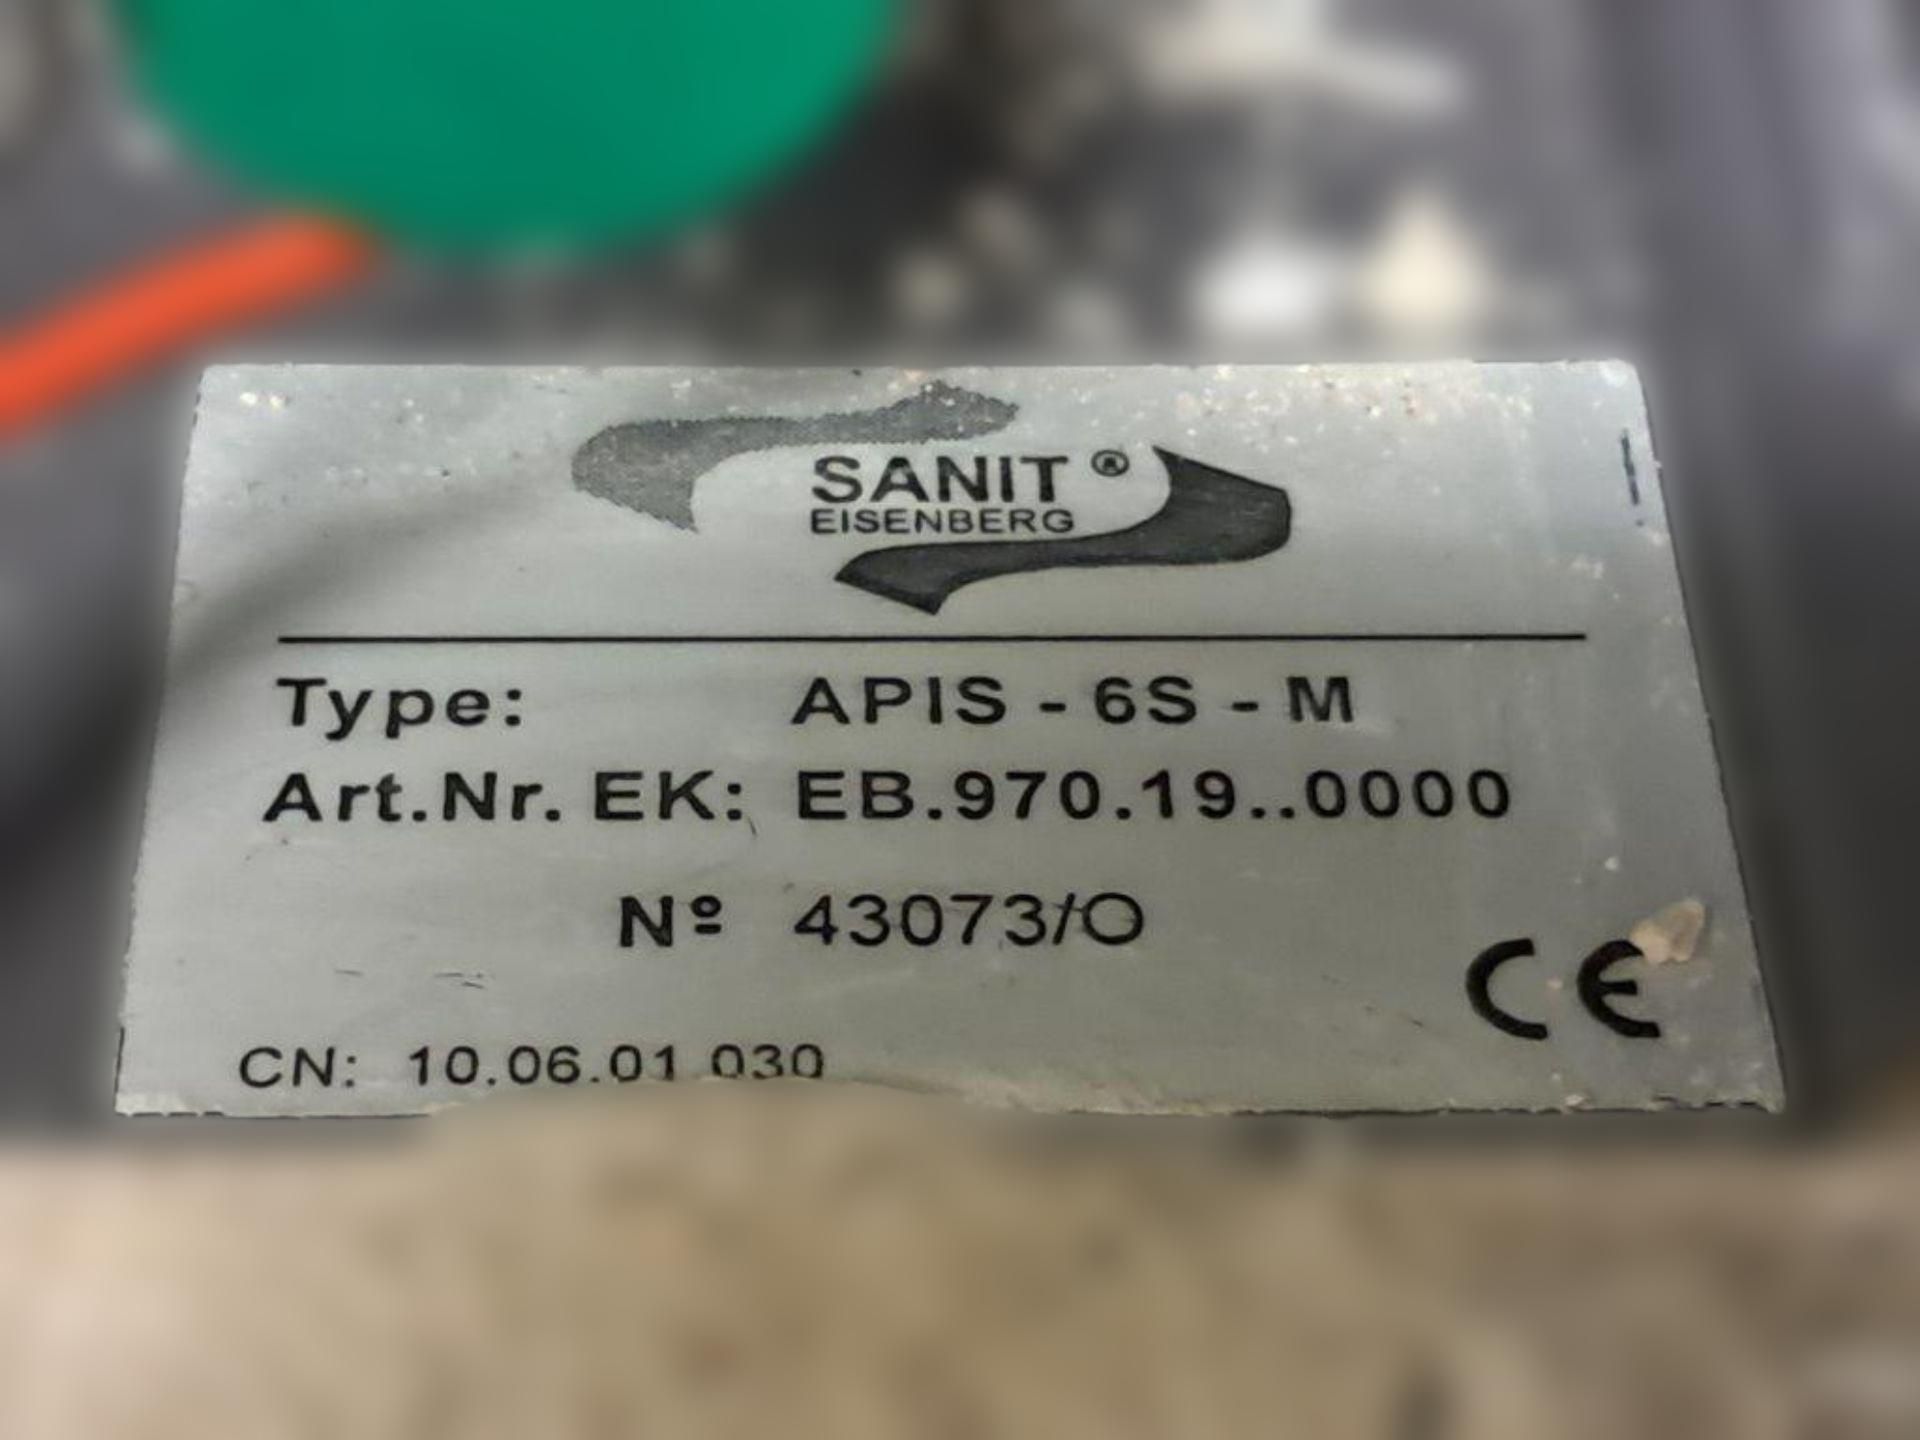 SANIT ®
EISENBERG
Type: APIS - 6S - M
Art.Nr. EK: EB.970.19..0000
Nº 43073/O
CE
CN: 10.06.01.030